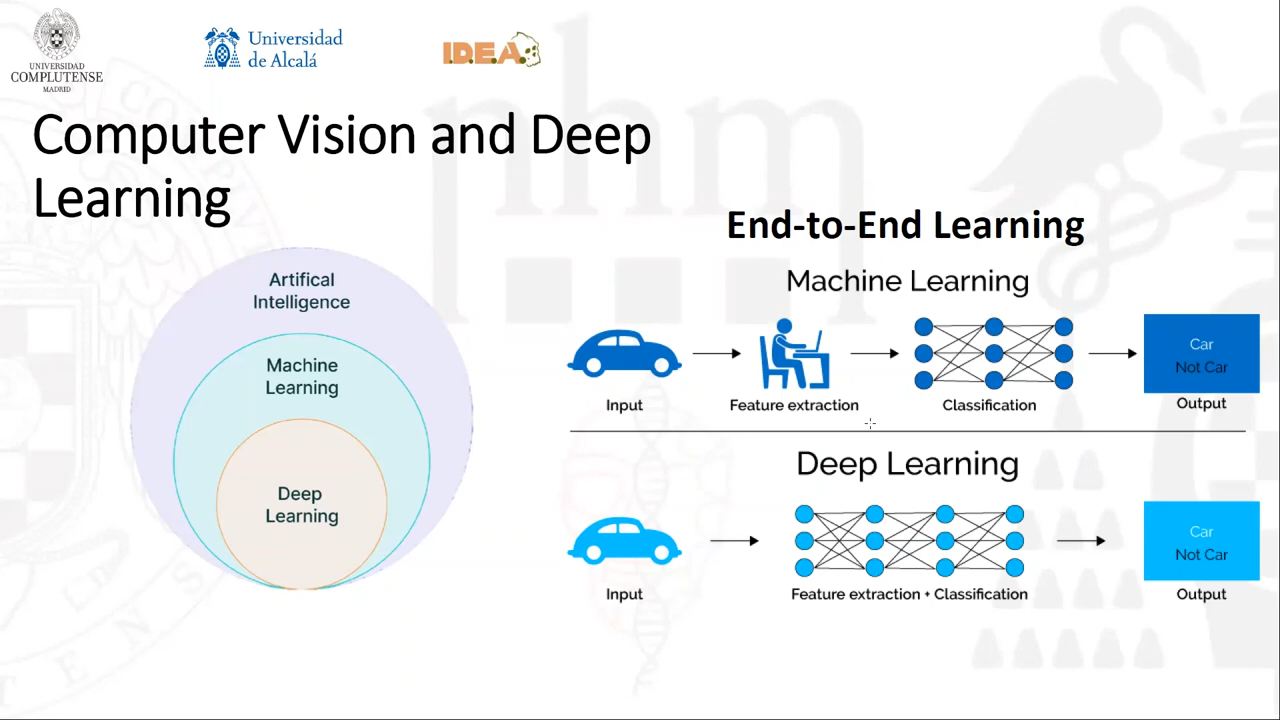 UNIVERSIDAD
COMPLUTENSE
MADRID
Universidad
de Alcalá
I.D.E.A.
Computer Vision and Deep
Learning
Artifical
Intelligence
Machine
Learning
Deep
Learning
End-to-End Learning
Machine Learning
Input
Feature extraction
Classification
Car
Not Car
Output
Deep Learning
Input
Feature extraction + Classification
Car
Not Car
Output
nhm